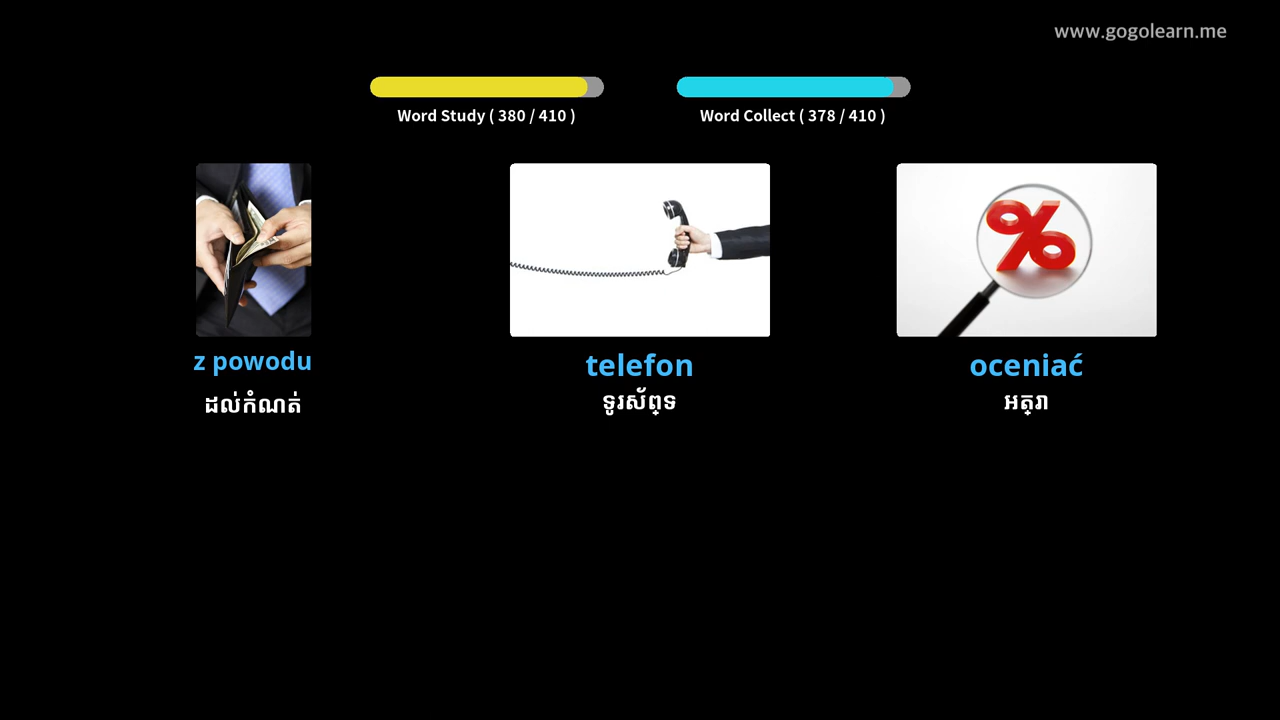 www.gogolearn.me
Word Study ( 380 / 410 )
Word Collect ( 378 / 410 )
z powodu
telefon
oceniać
ដល់កំណត់
ទូរស័ព្ទ
អត្រា